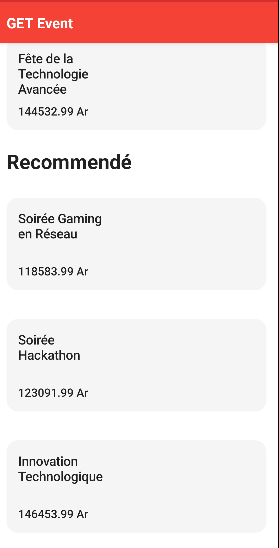 GET Event
Fête de la
Technologie
Avancée
144532.99 Ar
Recommendé
Soirée Gaming
en Réseau
118583.99 Ar
Soirée
Hackathon
123091.99 Ar
Innovation
Technologique
146453.99 Ar